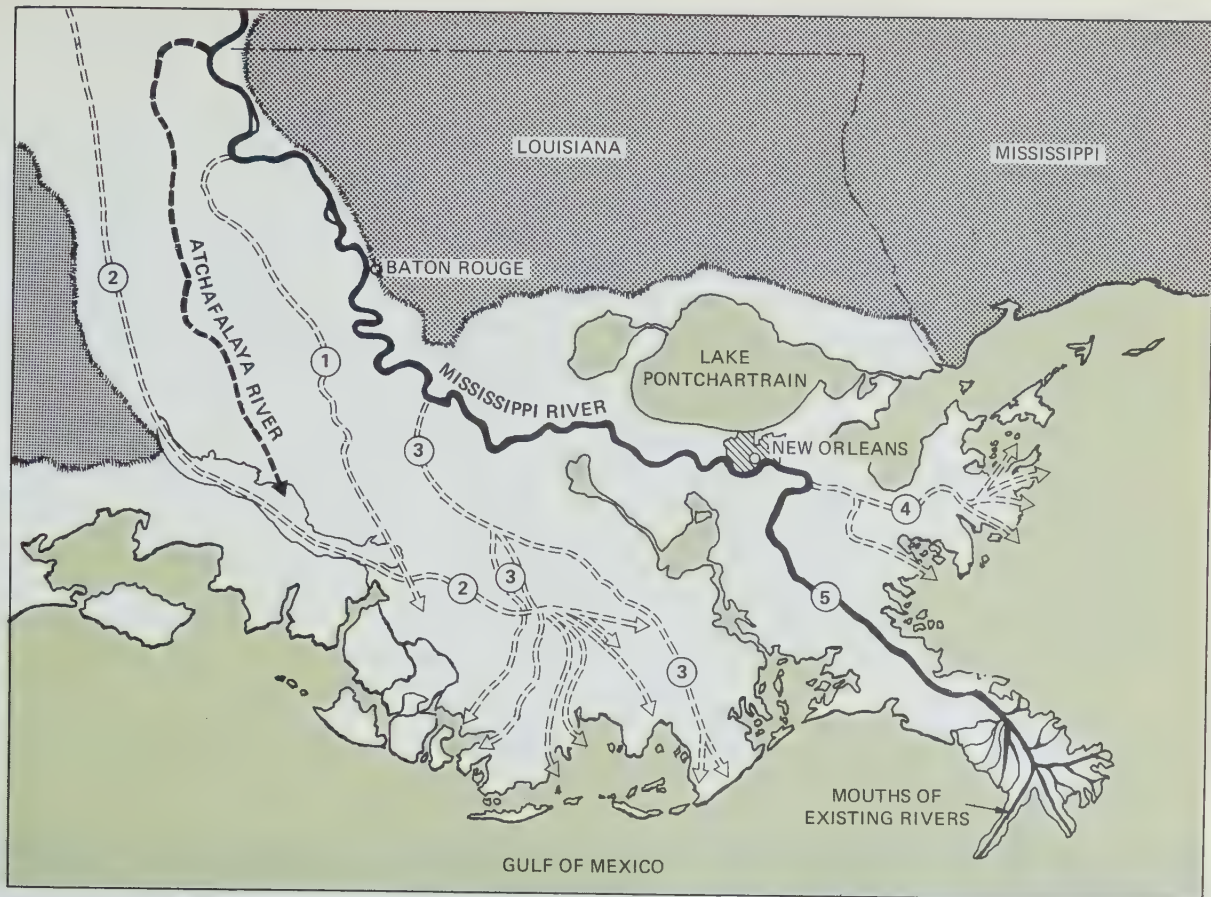 LOUISIANA
MISSISSIPPI
ATCHAFALAYA RIVER
2
BATON ROUGE
1
LAKE
PONTCHARTRAIN
MISSISSIPPI RIVER
3
NEW ORLEANS
4
3
2
5
3
MOUTHS OF
EXISTING RIVERS
GULF OF MEXICO